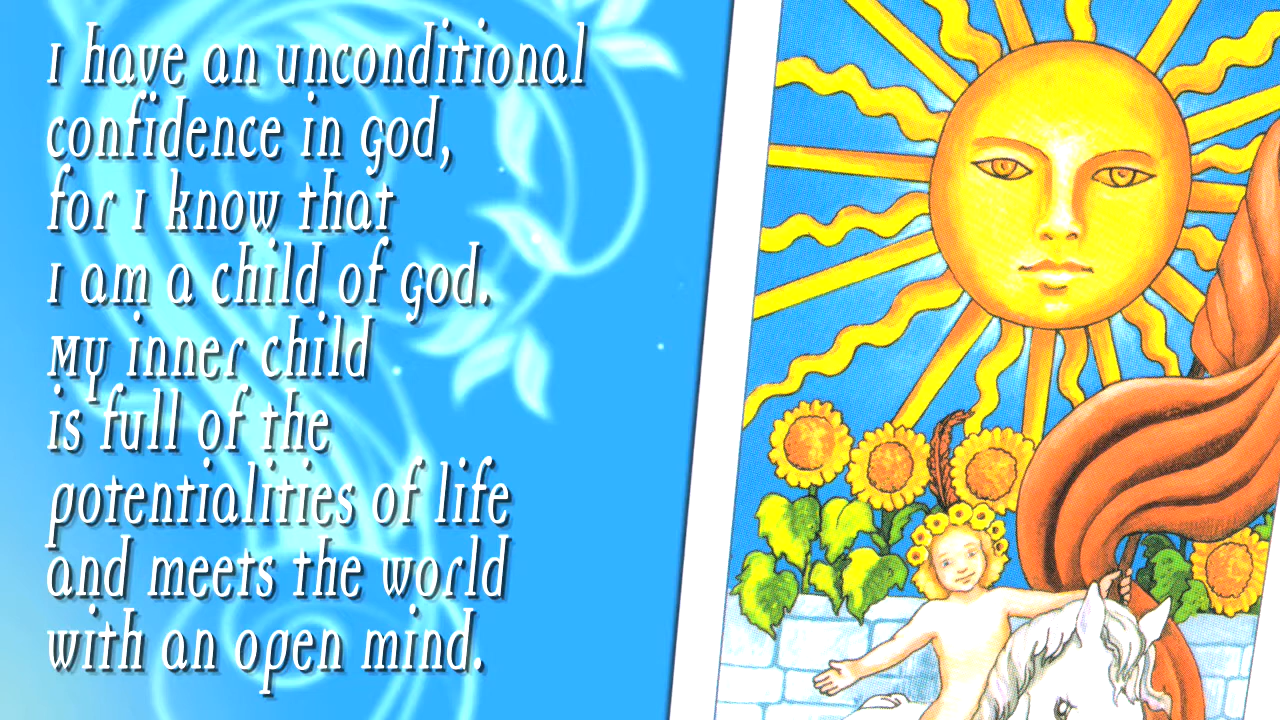 I have an unconditional
confidence in god,
for I know that
I am a child of god.
My inner child
is full of the
potentialities of life
and meets the world
with an open mind.